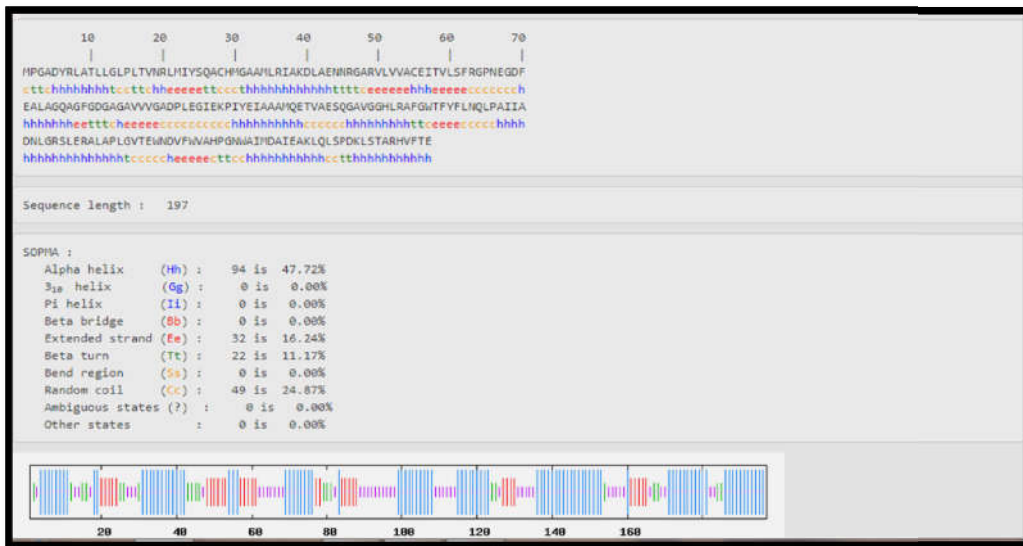 10 20 30 40 50 60 70
| | | | | | |
MPGADYRLATLLGLPLTVNRLMIYSQACHMGAAMLRIAKDLAENNRGARVLVVACEITVLSFRGPNEGDF
cttchhhhhhhhtccttcchheeeeettccctthhhhhhhhhhhhttttceeeeeehhheeeeeccccccch
EALAGQAGFGDGAGAVVVGADPLEGIEKPIYEIAAAMQETVAESQGAVGGHLRAFGWTFYFLNQLPAIIA
hhhhhhheettttcheeeeecccccccccchhhhhhhhhhcccccchhhhhhhhhttceeeecccccchhhh
DNLGRSLERALAPLGVTEWNDVFWVAHPGNWAIMDAIEAKLQLSPDKLSTARHVFTE
hhhhhhhhhhhhhhtcccccheeeeecttcchhhhhhhhhhhccctthhhhhhhhhhh
Sequence length : 197
SOPMA :
Alpha helix (Hh) : 94 is 47.72%
3₁₀ helix (Gg) : 0 is 0.00%
Pi helix (Ii) : 0 is 0.00%
Beta bridge (Bb) : 0 is 0.00%
Extended strand (Ee) : 32 is 16.24%
Beta turn (Tt) : 22 is 11.17%
Bend region (Ss) : 0 is 0.00%
Random coil (Cc) : 49 is 24.87%
Ambiguous states (?) : 0 is 0.00%
Other states : 0 is 0.00%
20 40 60 80 100 120 140 160